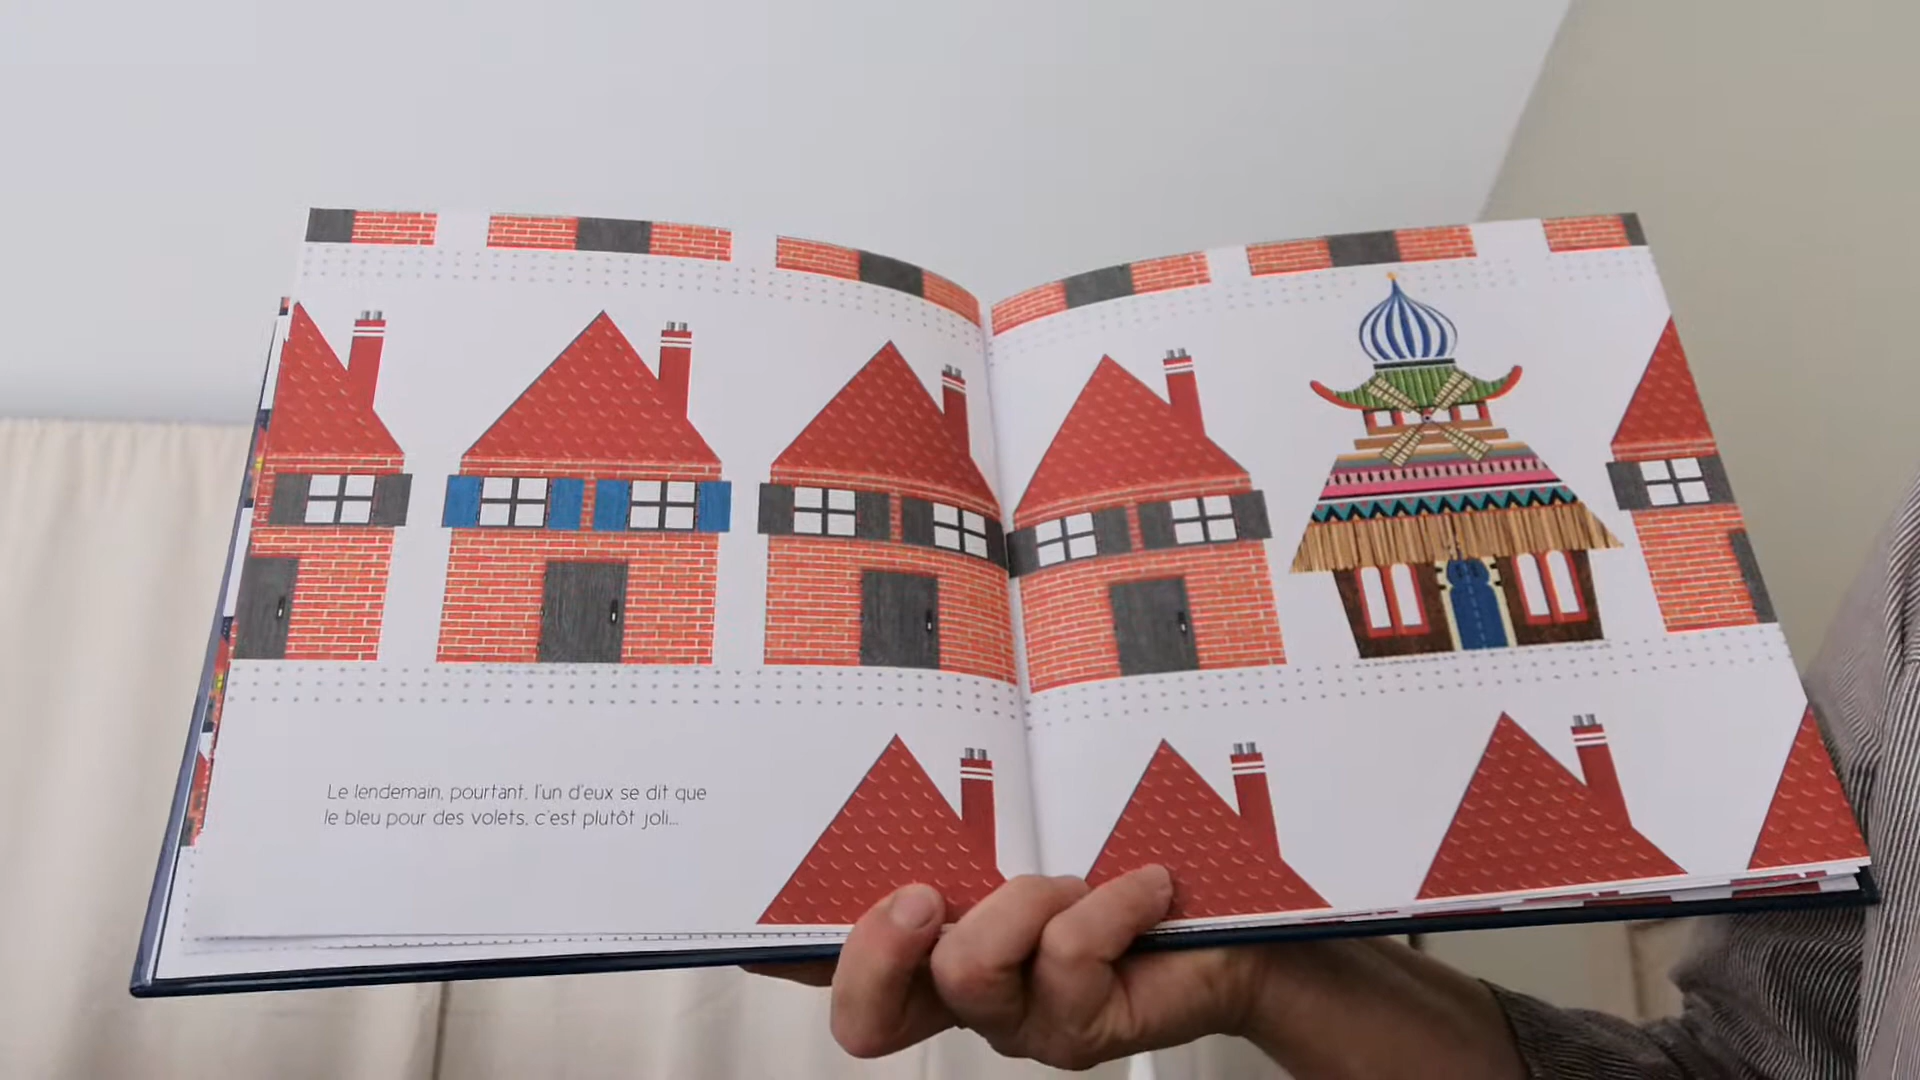 Le lendemain, pourtant, l'un d'eux se dit que
le bleu pour des volets, c'est plutôt joli...